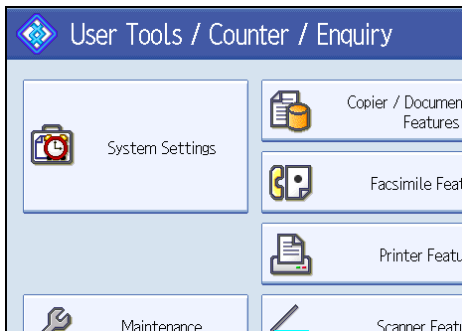 User Tools / Counter / Enquiry
System Settings
Copier / Documen
Features
Facsimile Feat
Printer Featu
Maintenance
Scanner Featu